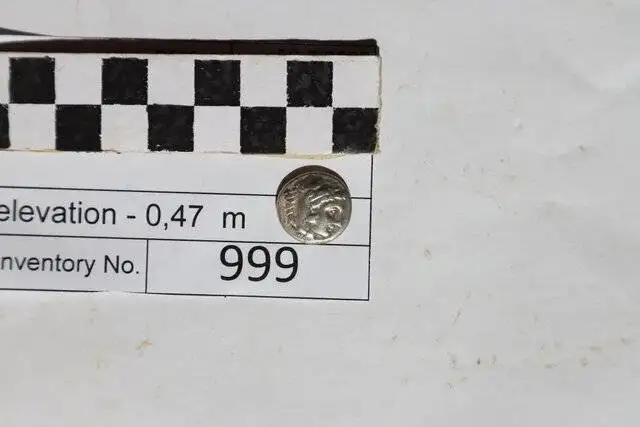 elevation - 0,47 m
nventory No. 999